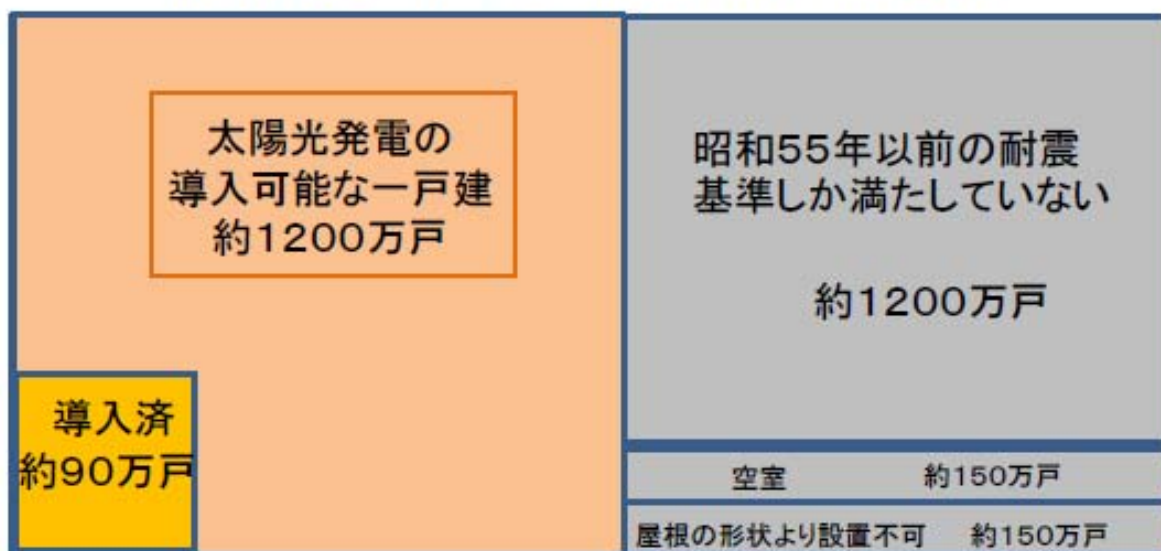 太陽光発電の
導入可能な一戸建
約1200万戸
導入済
約90万戸
昭和55年以前の耐震
基準しか満たしていない
約1200万戸
空室 約150万戸
屋根の形状より設置不可 約150万戸